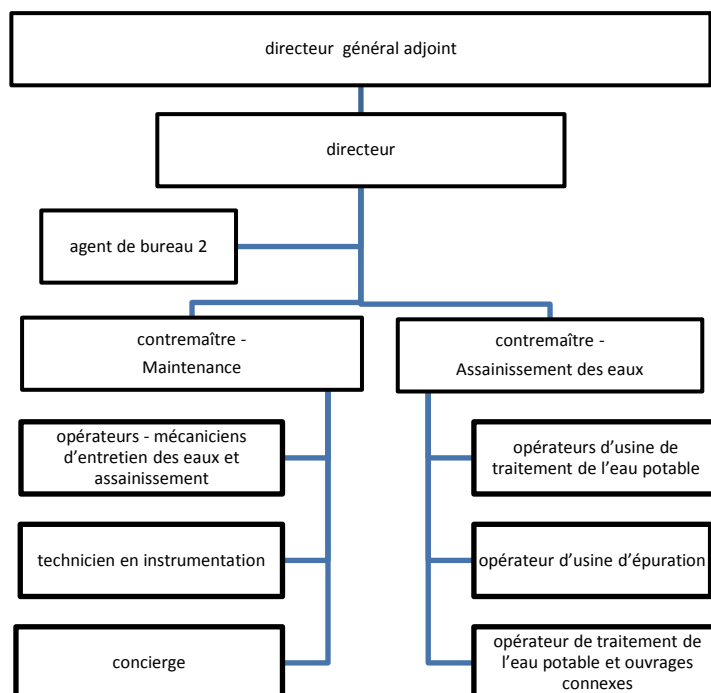 directeur général adjoint
directeur
agent de bureau 2
contremaître -
Maintenance
contremaître -
Assainissement des eaux
opérateurs - mécaniciens
d'entretien des eaux et
assainissement
opérateurs d'usine de
traitement de l'eau potable
technicien en instrumentation
opérateur d'usine d'épuration
concierge
opérateur de traitement de
l'eau potable et ouvrages
connexes